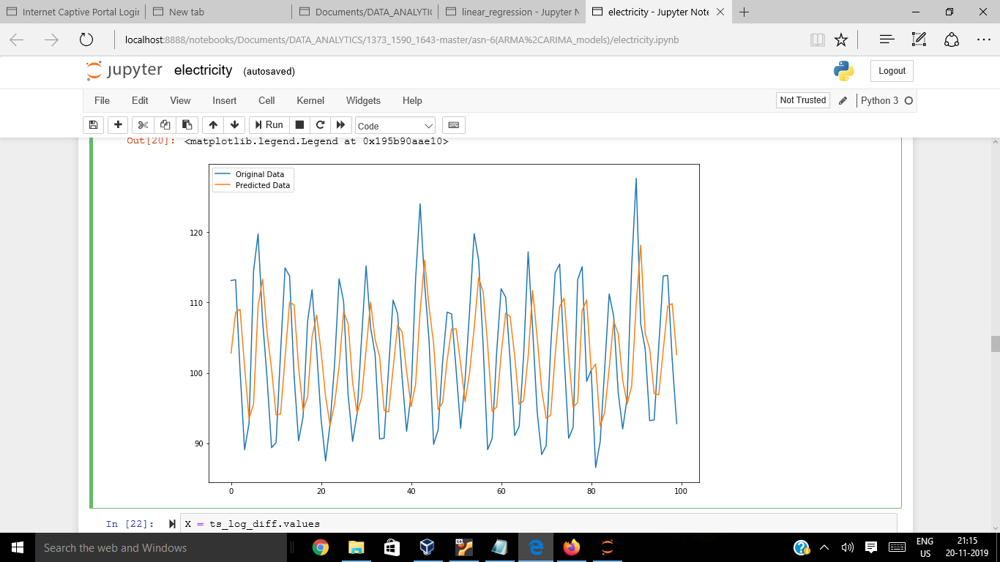 Internet Captive Portal Login
New tab
Documents/DATA_ANALYTIC
linear_regression - Jupyter N
electricity - Jupyter Note
localhost:8888/notebooks/Documents/DATA_ANALYTICS/1373_1590_1643-master/asn-6(ARMA%2CARIMA_models)/electricity.ipynb
jupyter electricity (autosaved)
Logout
File Edit View Insert Cell Kernel Widgets Help
Not Trusted Python 3
Run Code
Out[20]: <matplotlib.legend.Legend at 0x195b90aae10>
Original Data
Predicted Data
120
110
100
90
0 20 40 60 80 100
In [22]: X = ts_log_diff.values
Search the web and Windows
64
ENG
US
21:15
20-11-2019